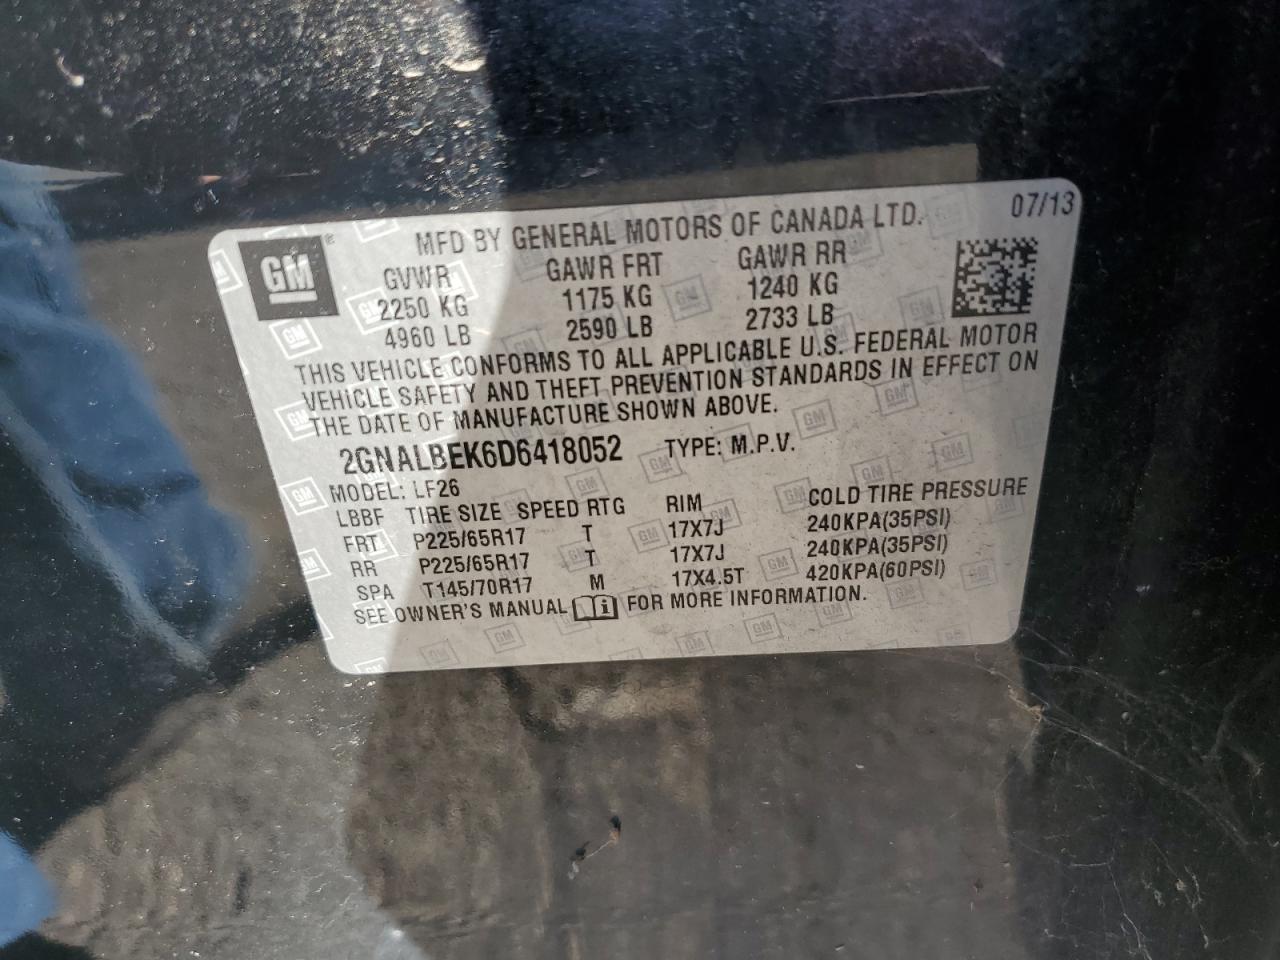 MFD BY GENERAL MOTORS OF CANADA LTD. 07/13
GM
GVWR GAWR FRT GAWR RR
2250 KG 1175 KG 1240 KG
4960 LB 2590 LB 2733 LB
THIS VEHICLE CONFORMS TO ALL APPLICABLE U.S. FEDERAL MOTOR
VEHICLE SAFETY AND THEFT PREVENTION STANDARDS IN EFFECT ON
THE DATE OF MANUFACTURE SHOWN ABOVE.
2GNALBEK6D6418052 TYPE: M.P.V.
MODEL: LF26
LBBF TIRE SIZE SPEED RTG RIM COLD TIRE PRESSURE
FRT P225/65R17 T 17X7J 240KPA(35PSI)
RR P225/65R17 T 17X7J 240KPA(35PSI)
SPA T145/70R17 M 17X4.5T 420KPA(60PSI)
SEE OWNER'S MANUAL FOR MORE INFORMATION.